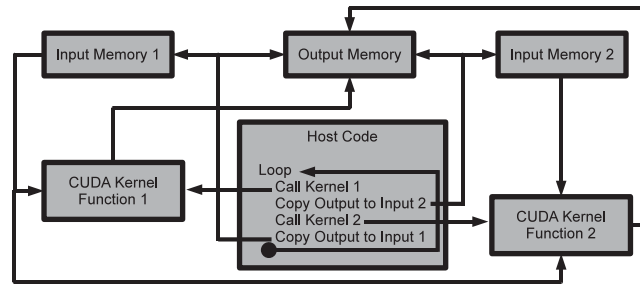 Input Memory 1
Output Memory
Input Memory 2
Host Code
Loop
Call Kernel 1
Copy Output to Input 2
Call Kernel 2
Copy Output to Input 1
CUDA Kernel
Function 1
CUDA Kernel
Function 2